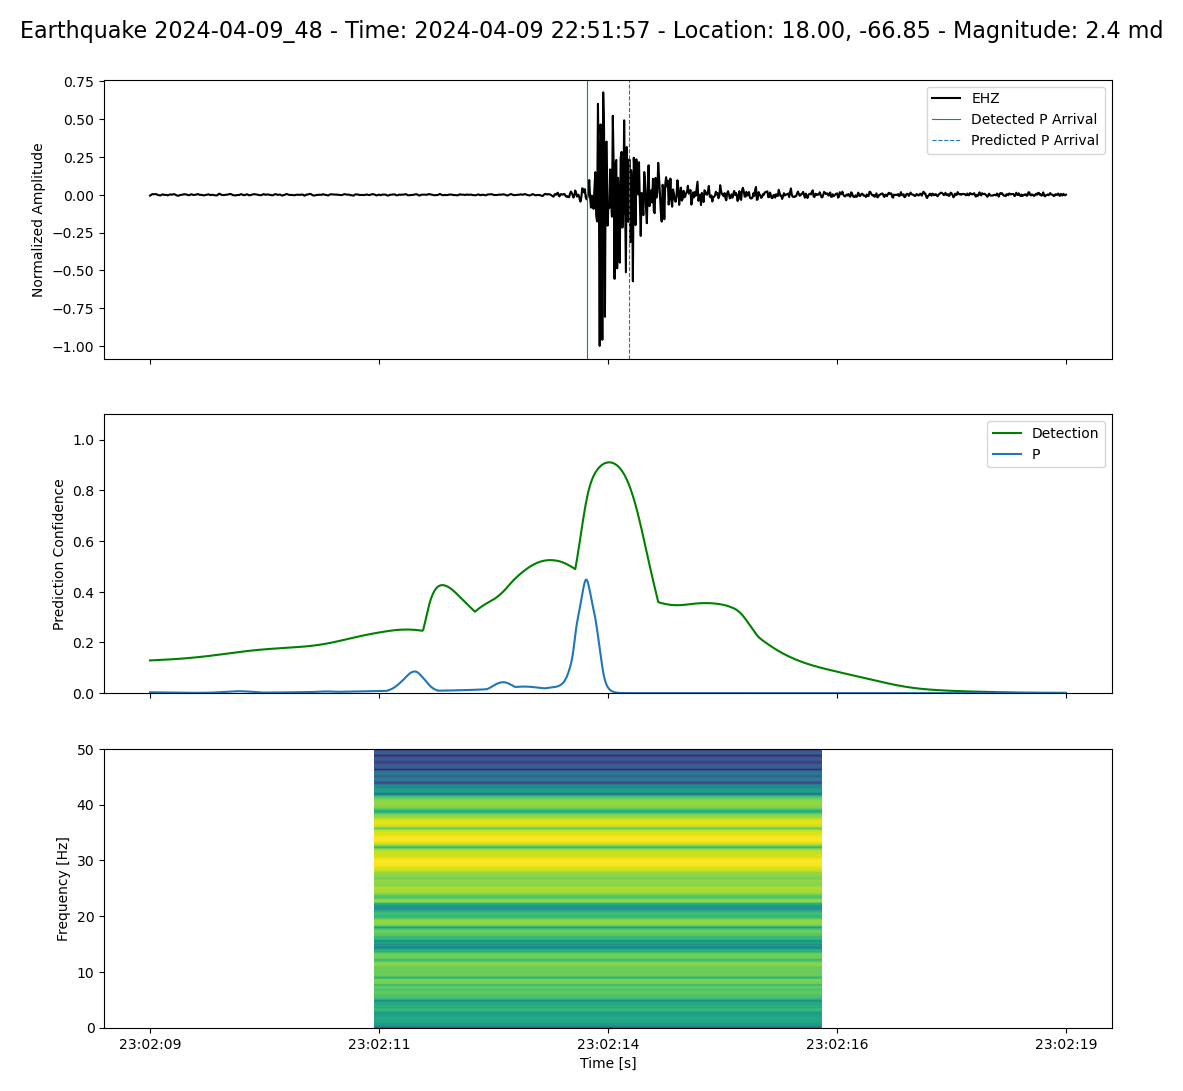 Earthquake 2024-04-09_48 - Time: 2024-04-09 22:51:57 - Location: 18.00, -66.85 - Magnitude: 2.4 md
0.75
0.50
0.25
0.00
−0.25
−0.50
−0.75
−1.00
Normalized Amplitude
EHZ
Detected P Arrival
Predicted P Arrival
1.0
0.8
0.6
0.4
0.2
0.0
Prediction Confidence
Detection
P
50
40
30
20
10
0
Frequency [Hz]
23:02:09
23:02:11
23:02:14
23:02:16
23:02:19
Time [s]